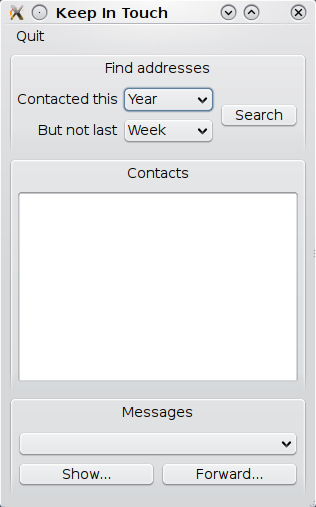 Keep In Touch
Quit
Find addresses
Contacted this Year
Search
But not last Week
Contacts
Messages
Show... Forward...